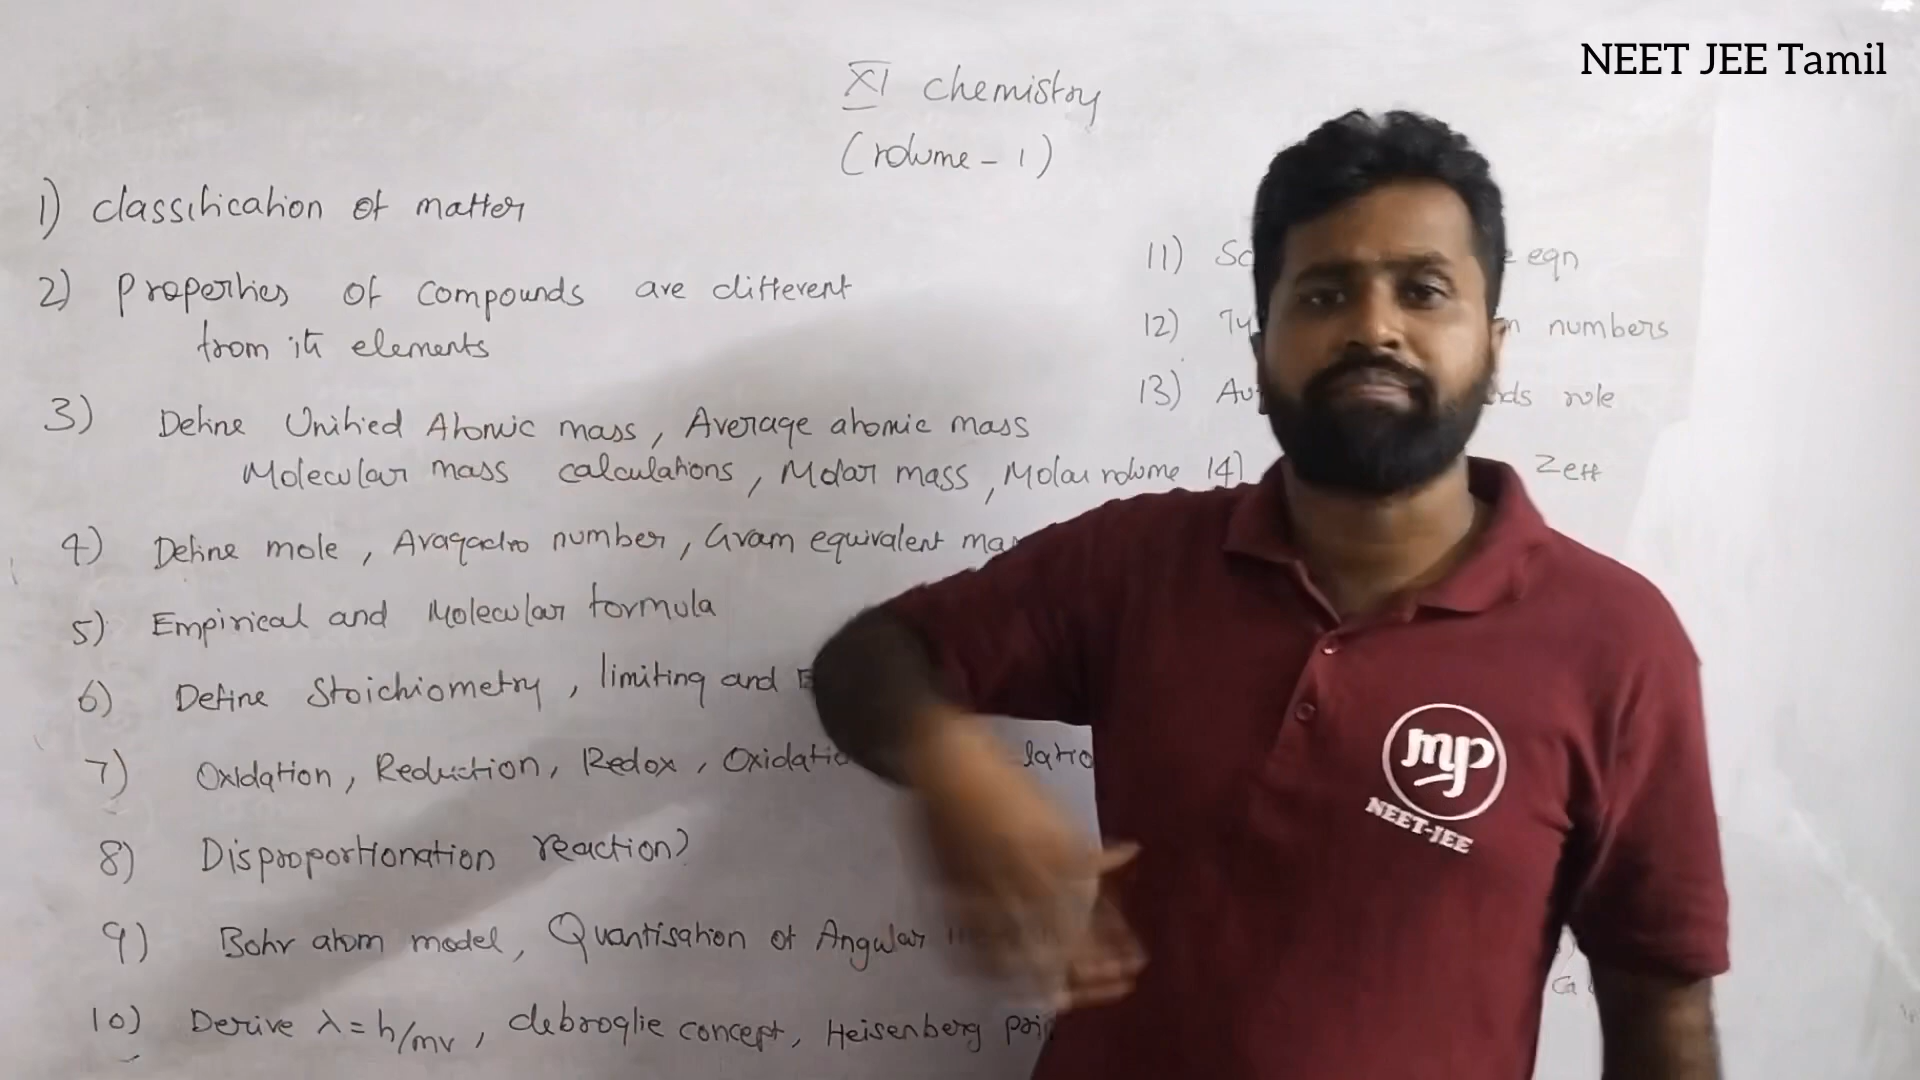 NEET JEE Tamil
XI chemistry
(volume - 1)
1) classification of matter
2) Properties of compounds are different
from its elements
3) Define Unified Atomic mass, Average atomic mass
Molecular mass calculations, Molar mass, Molar volume
4) Define mole, Avagadro number, Gram equivalent
5) Empirical and Molecular formula
6) Define Stoichiometry, limiting and
7) Oxidation, Reduction, Redox,
8) Disproportionation reaction?
9) Bohr atom model, Quantisation of Angular
10) Derive λ = h/mv, debroglie concept, Heisenberg
11) eqn
12) numbers
13) rule
14) Zeff
mp
NEET-JEE